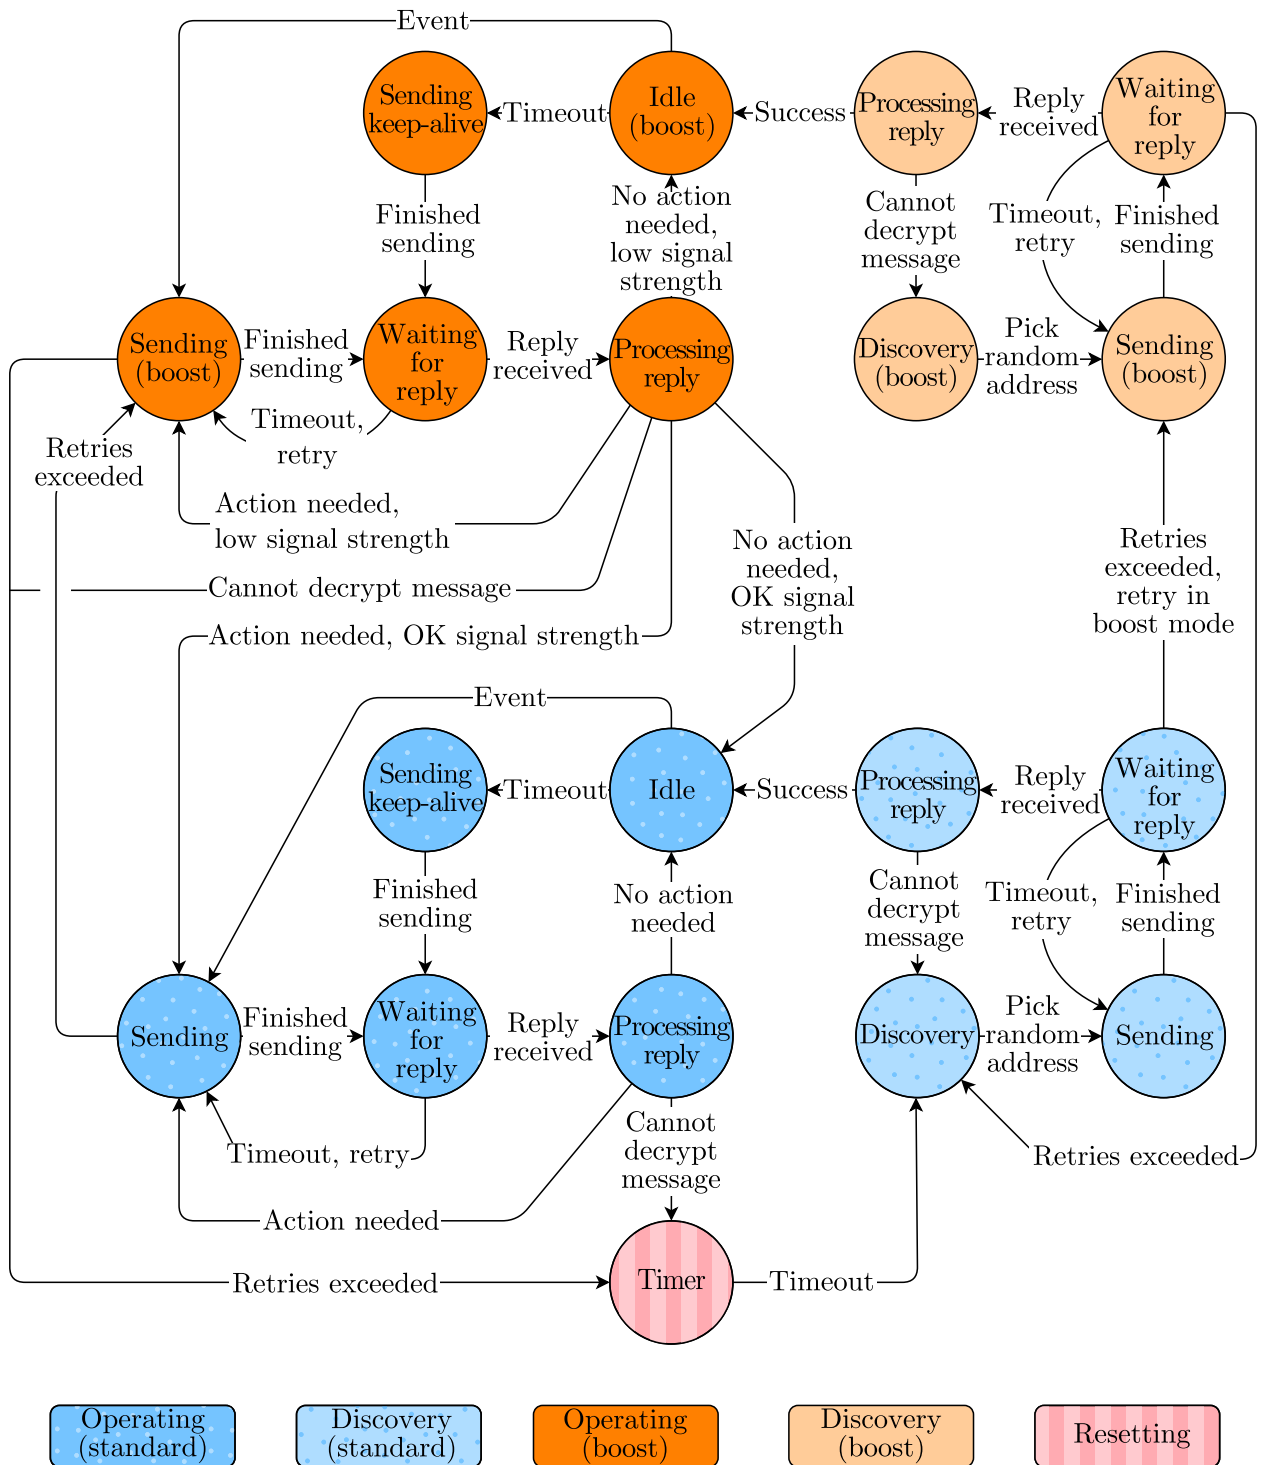 Event
Sending
keep-alive
Timeout
Idle
(boost)
Success
Processing
reply
Reply
received
Waiting
for
reply
Finished
sending
No action
needed,
low signal
strength
Cannot
decrypt
message
Timeout,
retry
Finished
sending
Sending
(boost)
Finished
sending
Waiting
for
reply
Reply
received
Processing
reply
Discovery
(boost)
Pick
random
address
Sending
(boost)
Timeout,
retry
Retries
exceeded
Action needed,
low signal strength
No action
needed,
OK signal
strength
Retries
exceeded,
retry in
boost mode
Cannot decrypt message
Action needed, OK signal strength
Event
Sending
keep-alive
Timeout
Idle
Success
Processing
reply
Reply
received
Waiting
for
reply
Finished
sending
No action
needed
Cannot
decrypt
message
Timeout,
retry
Finished
sending
Sending
Finished
sending
Waiting
for
reply
Reply
received
Processing
reply
Discovery
Pick
random
address
Sending
Timeout, retry
Cannot
decrypt
message
Retries exceeded
Action needed
Retries exceeded
Timer
Timeout
Operating
(standard)
Discovery
(standard)
Operating
(boost)
Discovery
(boost)
Resetting